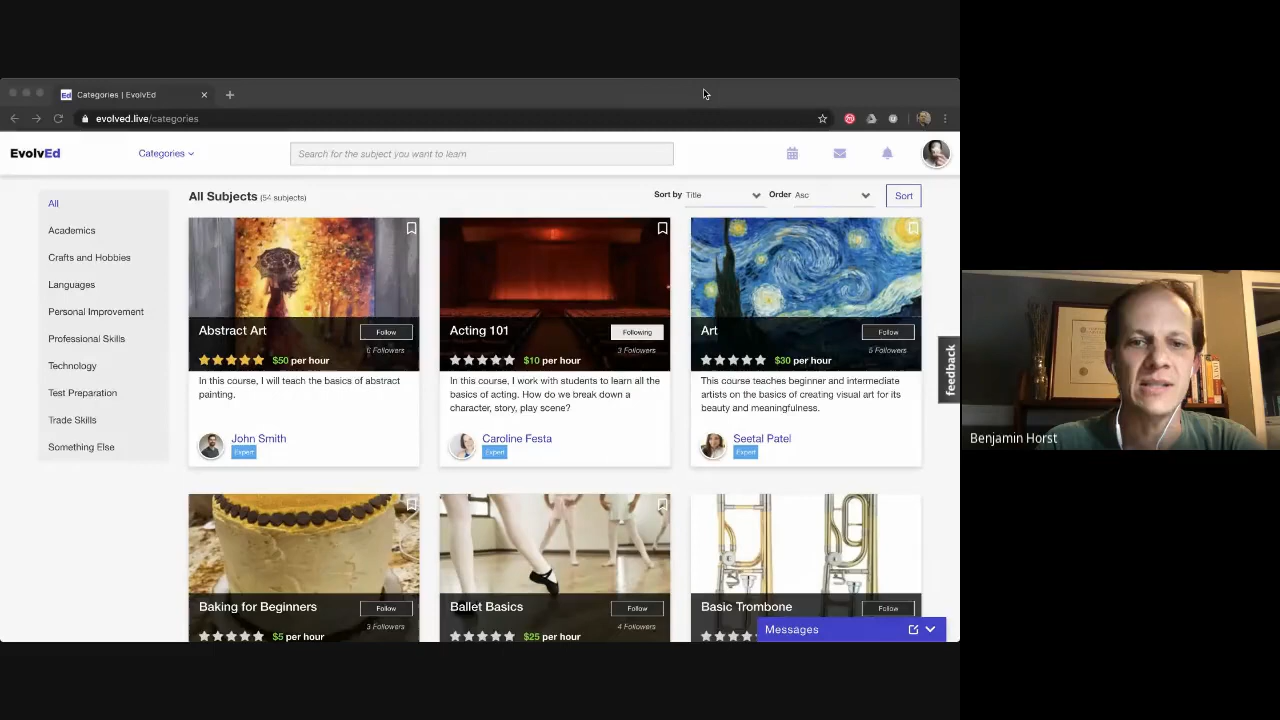 Categories | EvolvEd
evolved.live/categories
EvolvEd
Categories
Search for the subject you want to learn
All Subjects (54 subjects)
Sort by Title
Order Asc
Sort
All
Academics
Crafts and Hobbies
Languages
Personal Improvement
Professional Skills
Technology
Test Preparation
Trade Skills
Something Else
Abstract Art
Follow
6 Followers
$50 per hour
In this course, I will teach the basics of abstract
painting.
John Smith
Expert
Acting 101
Following
3 Followers
$10 per hour
In this course, I work with students to learn all the
basics of acting. How do we break down a
character, story, play scene?
Caroline Festa
Expert
Art
Follow
5 Followers
$30 per hour
This course teaches beginner and intermediate
artists on the basics of creating visual art for its
beauty and meaningfulness.
Seetal Patel
Expert
feedback
Benjamin Horst
Baking for Beginners
Follow
3 Followers
$5 per hour
Ballet Basics
Follow
4 Followers
$25 per hour
Basic Trombone
Follow
Messages